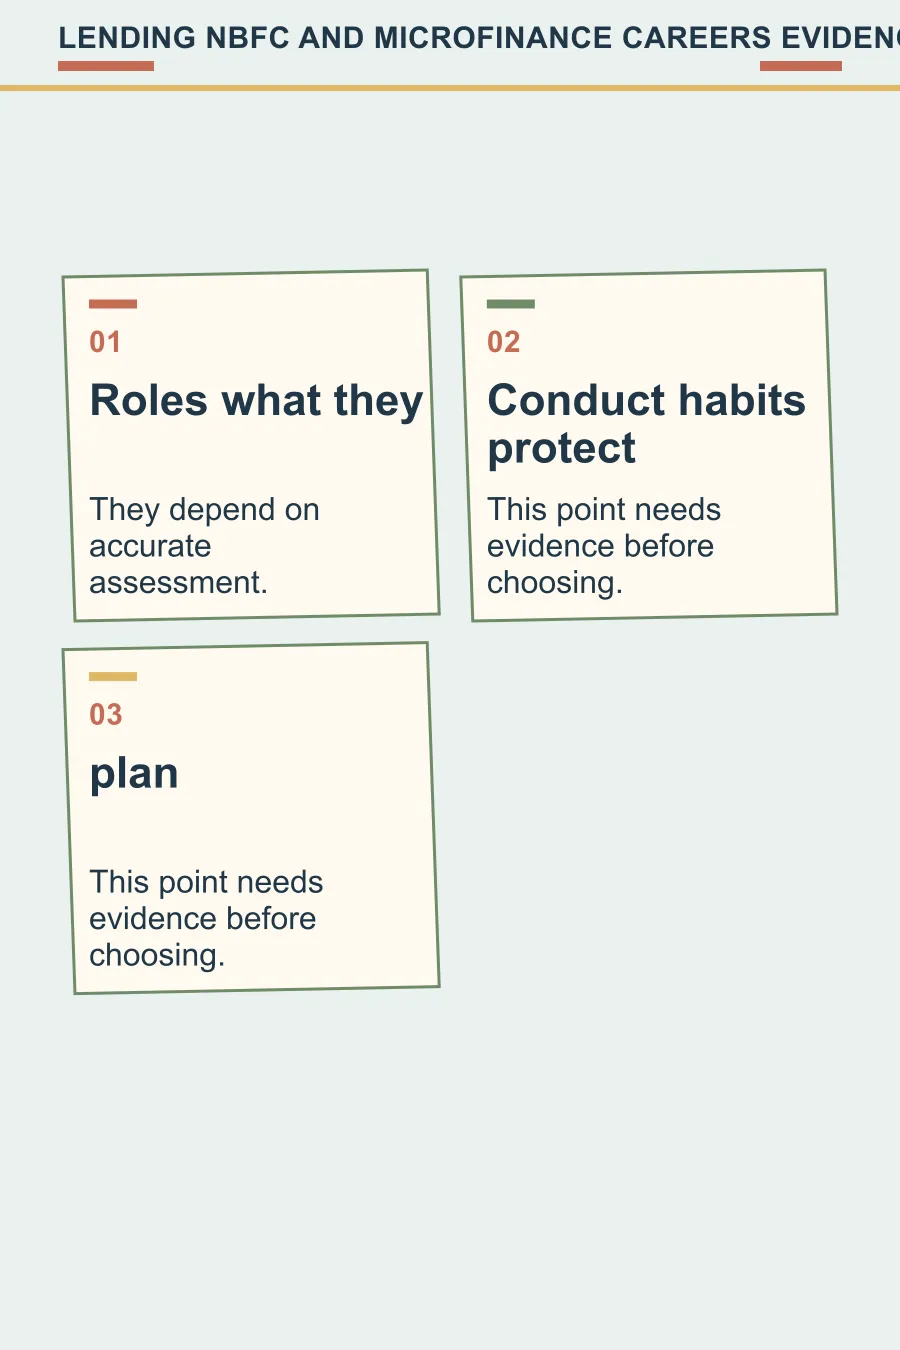 LENDING NBFC AND MICROFINANCE CAREERS EVIDEN
01
Roles what they
They depend on
accurate
assessment.
02
Conduct habits
protect
This point needs
evidence before
choosing.
03
plan
This point needs
evidence before
choosing.